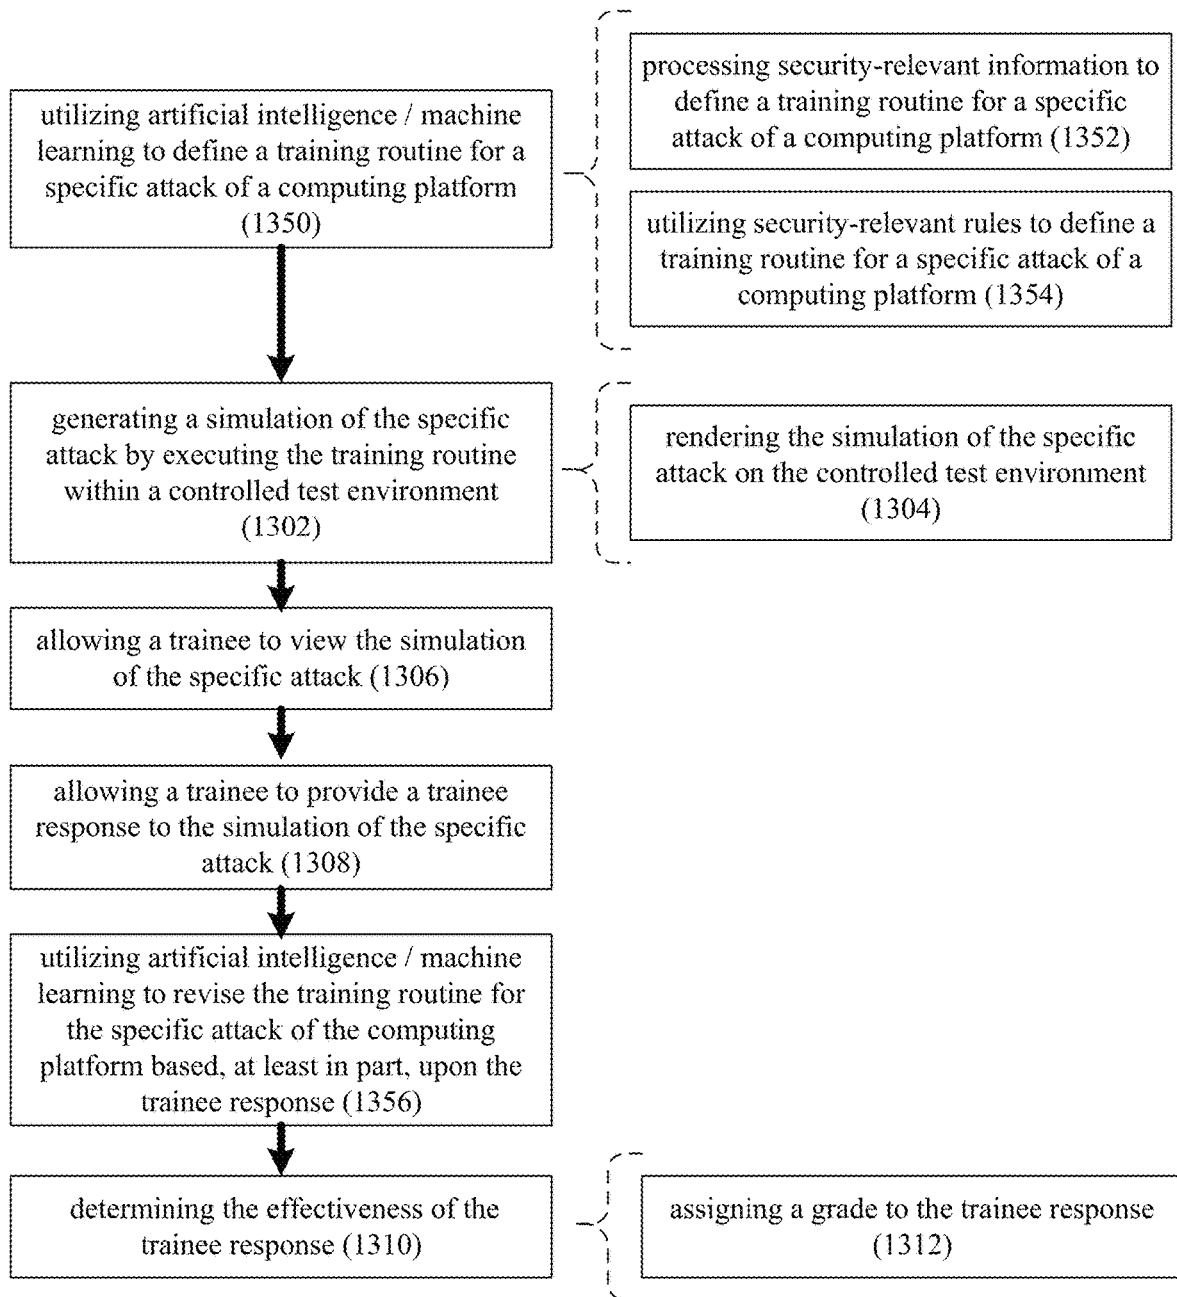 utilizing artificial intelligence / machine
learning to define a training routine for a
specific attack of a computing platform
(1350)
processing security-relevant information to
define a training routine for a specific
attack of a computing platform (1352)
utilizing security-relevant rules to define a
training routine for a specific attack of a
computing platform (1354)
generating a simulation of the specific
attack by executing the training routine
within a controlled test environment
(1302)
rendering the simulation of the specific
attack on the controlled test environment
(1304)
allowing a trainee to view the simulation
of the specific attack (1306)
allowing a trainee to provide a trainee
response to the simulation of the specific
attack (1308)
utilizing artificial intelligence / machine
learning to revise the training routine for
the specific attack of the computing
platform based, at least in part, upon the
trainee response (1356)
determining the effectiveness of the
trainee response (1310)
assigning a grade to the trainee response
(1312)